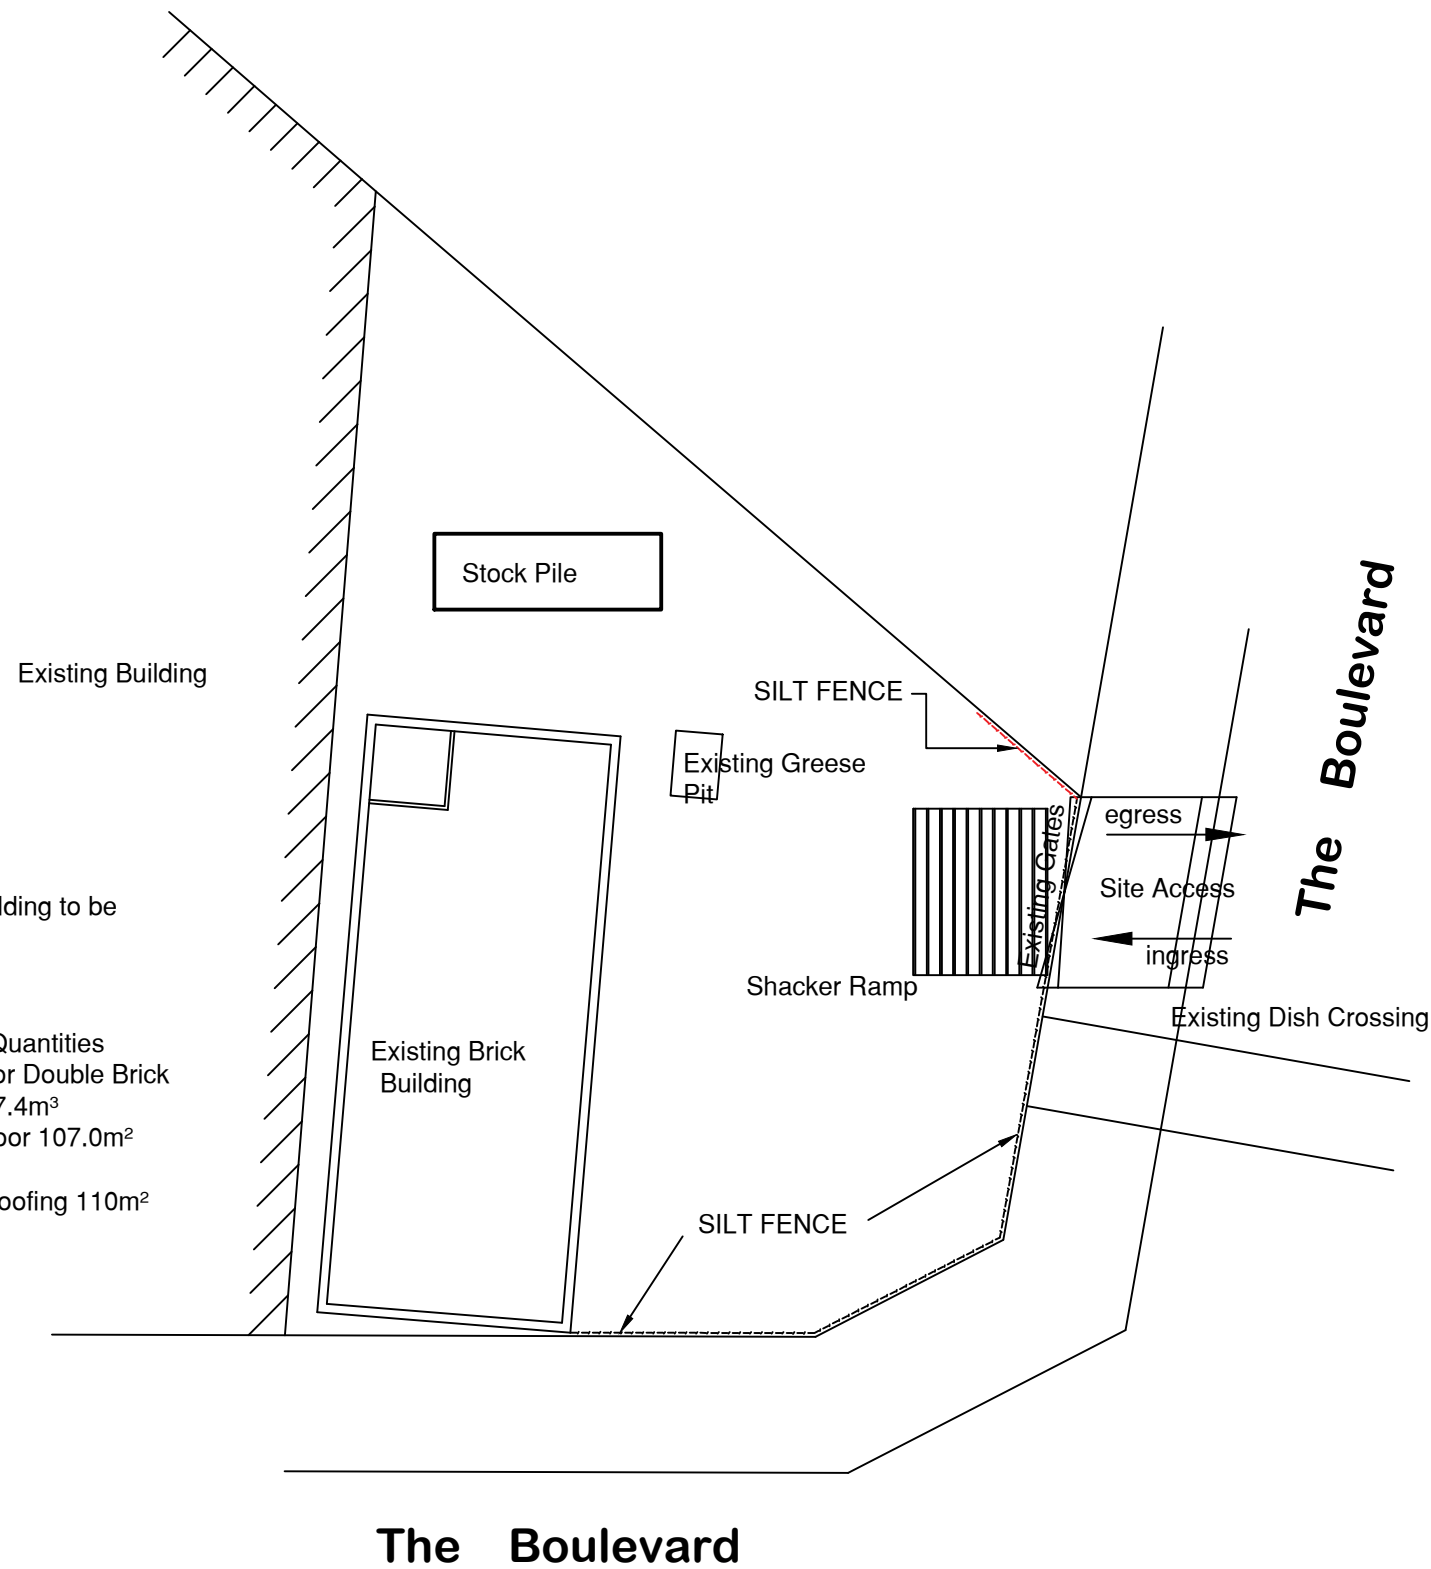 Stock Pile
Existing Building
SILT FENCE
Existing Greese
Pit
The Boulevard
egress
Existing Gates
Site Access
ingress
lding to be
Shacker Ramp
Existing Dish Crossing
Quantities
or Double Brick
7.4m³
oor 107.0m²
oofing 110m²
Existing Brick
Building
SILT FENCE
The Boulevard